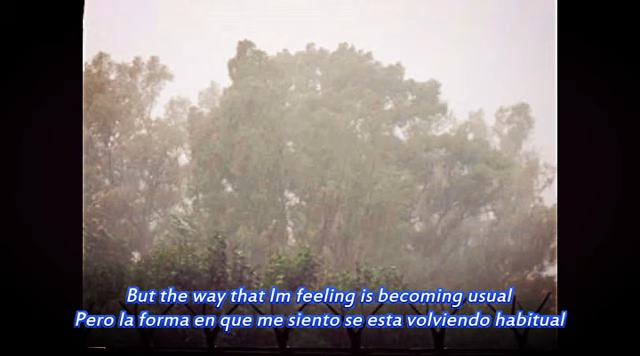 But the way that Im feeling is becoming usual
Pero la forma en que me siento se esta volviendo habitual